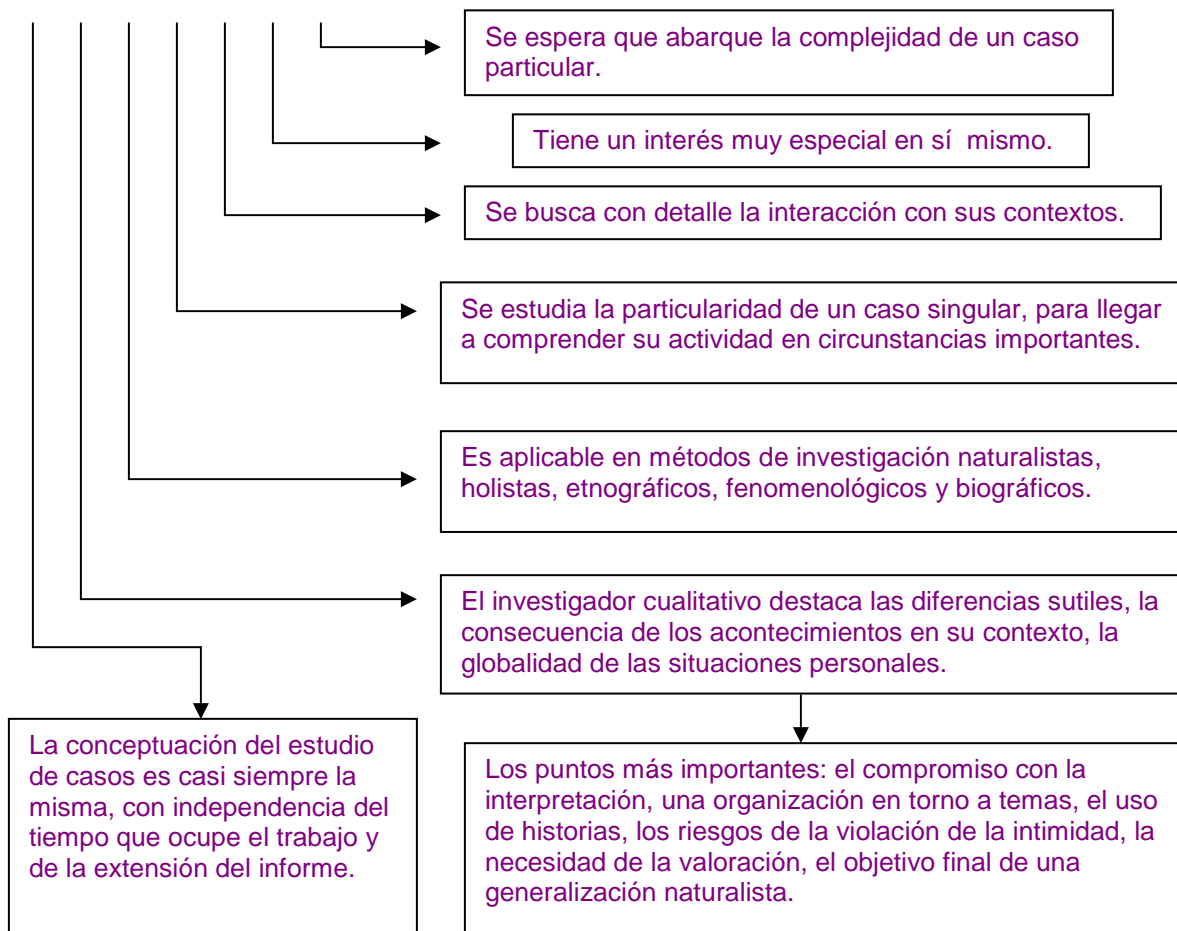 Se espera que abarque la complejidad de un caso
particular.
Tiene un interés muy especial en sí mismo.
Se busca con detalle la interacción con sus contextos.
Se estudia la particularidad de un caso singular, para llegar
a comprender su actividad en circunstancias importantes.
Es aplicable en métodos de investigación naturalistas,
holistas, etnográficos, fenomenológicos y biográficos.
El investigador cualitativo destaca las diferencias sutiles, la
consecuencia de los acontecimientos en su contexto, la
globalidad de las situaciones personales.
La conceptuación del estudio
de casos es casi siempre la
misma, con independencia del
tiempo que ocupe el trabajo y
de la extensión del informe.
Los puntos más importantes: el compromiso con la
interpretación, una organización en torno a temas, el uso
de historias, los riesgos de la violación de la intimidad, la
necesidad de la valoración, el objetivo final de una
generalización naturalista.